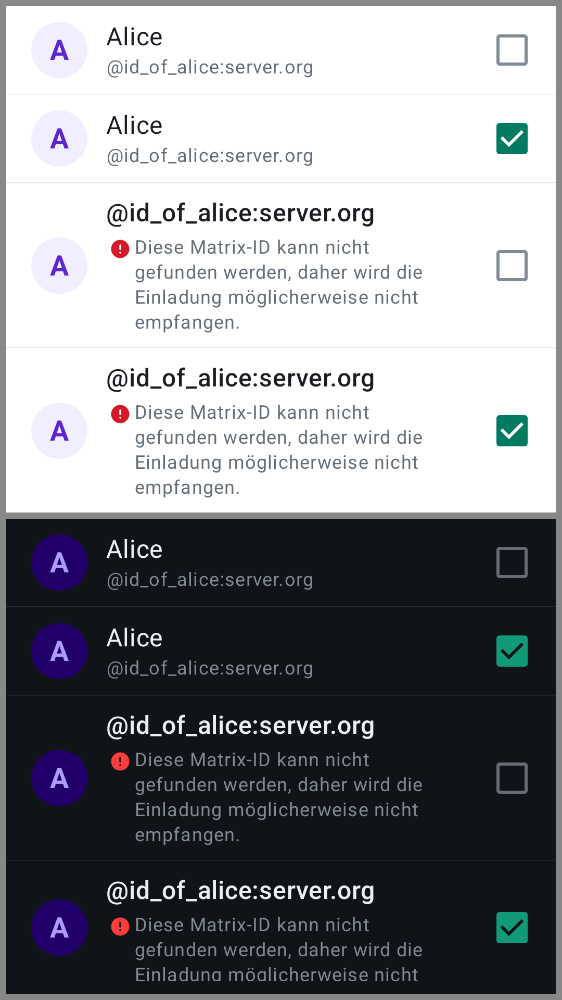 A
Alice
@id_of_alice:server.org
A
Alice
@id_of_alice:server.org
A
@id_of_alice:server.org
Diese Matrix-ID kann nicht
gefunden werden, daher wird die
Einladung möglicherweise nicht
empfangen.
A
@id_of_alice:server.org
Diese Matrix-ID kann nicht
gefunden werden, daher wird die
Einladung möglicherweise nicht
empfangen.
A
Alice
@id_of_alice:server.org
A
Alice
@id_of_alice:server.org
A
@id_of_alice:server.org
Diese Matrix-ID kann nicht
gefunden werden, daher wird die
Einladung möglicherweise nicht
empfangen.
A
@id_of_alice:server.org
Diese Matrix-ID kann nicht
gefunden werden, daher wird die
Einladung möglicherweise nicht